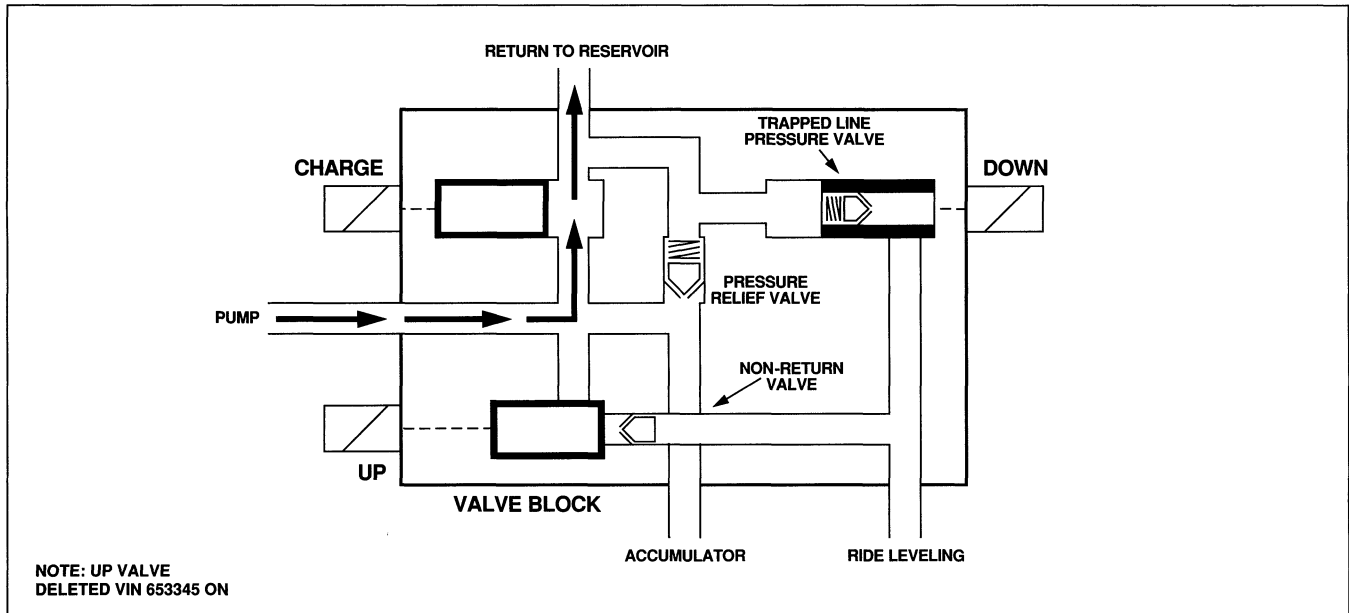 RETURN TO RESERVOIR
TRAPPED LINE
PRESSURE VALVE
CHARGE
DOWN
PRESSURE
RELIEF VALVE
PUMP
NON-RETURN
VALVE
UP
VALVE BLOCK
ACCUMULATOR
RIDE LEVELING
NOTE: UP VALVE
DELETED VIN 653345 ON